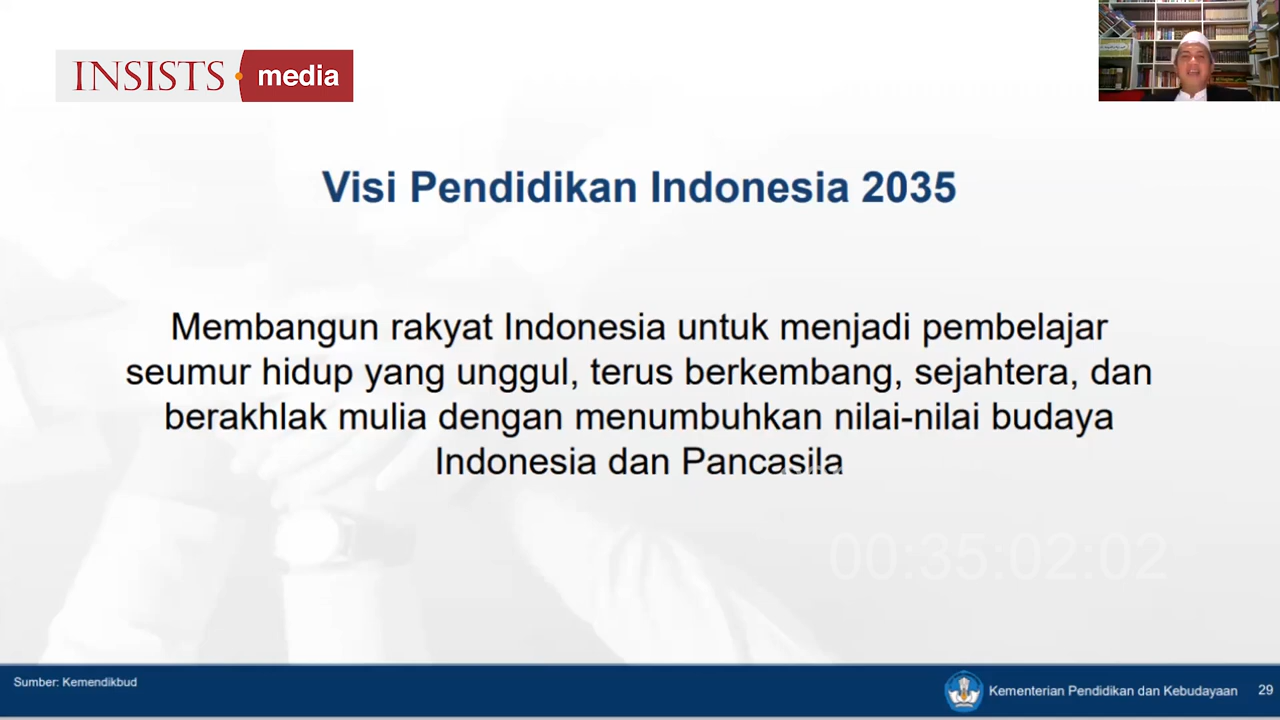 INSISTS media
Visi Pendidikan Indonesia 2035
Membangun rakyat Indonesia untuk menjadi pembelajar
seumur hidup yang unggul, terus berkembang, sejahtera, dan
berakhlak mulia dengan menumbuhkan nilai-nilai budaya
Indonesia dan Pancasila
00:35:02:02
Sumber: Kemendikbud
Kementerian Pendidikan dan Kebudayaan
29